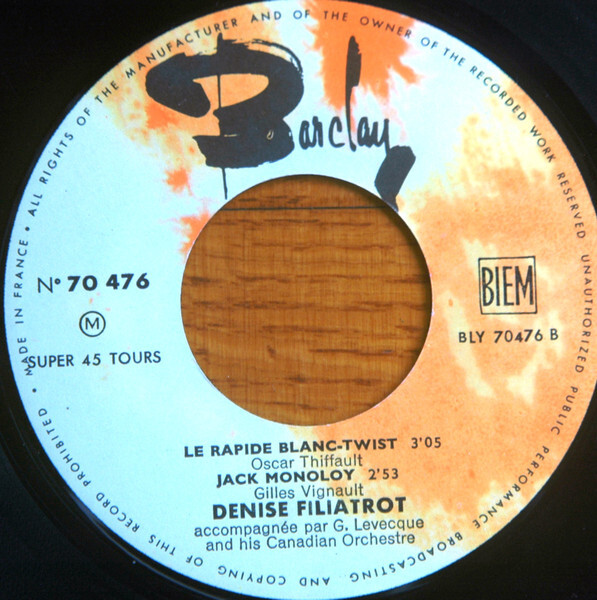 ALL RIGHTS OF THE MANUFACTURER AND OF THE OWNER OF THE RECORDED WORK RESERVED UNAUTHORIZED PUBLIC PERFORMANCE BROADCASTING AND COPYING OF THIS RECORD PROHIBITED • MADE IN FRANCE •
Barclay
N° 70 476
M
SUPER 45 TOURS
BIEM
BLY 70476 B
LE RAPIDE BLANC-TWIST 3'05
Oscar Thiffault
JACK MONOLOY 2'53
Gilles Vignault
DENISE FILIATROT
accompagnée par G. Levecque
and his Canadian Orchestre